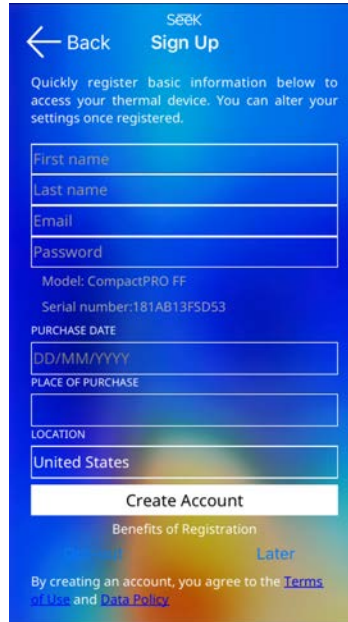 Seek
Back
Sign Up
Quickly register basic information below to
access your thermal device. You can alter your
settings once registered.
First name
Last name
Email
Password
Model: CompactPRO FF
Serial number:181AB13FSD53
PURCHASE DATE
DD/MM/YYYY
PLACE OF PURCHASE
LOCATION
United States
Create Account
Benefits of Registration
Later
By creating an account, you agree to the Terms
of Use and Data Policy